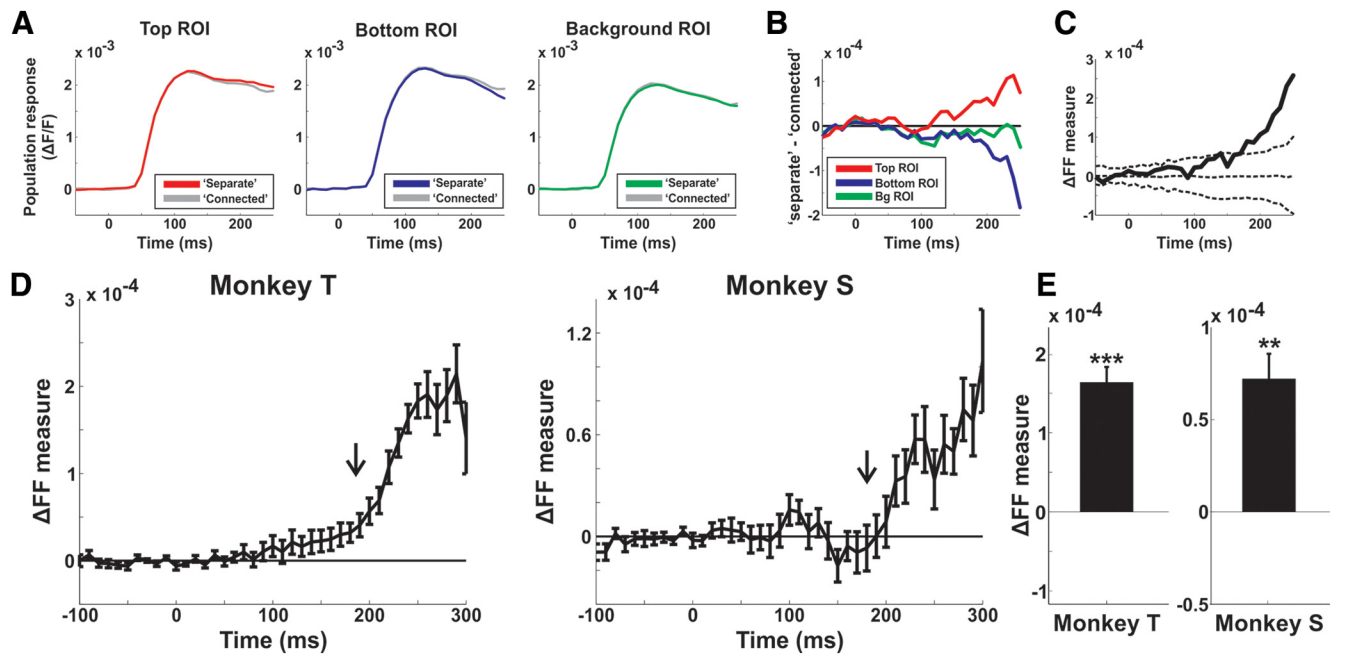 A
Top ROI
Bottom ROI
Background ROI
x 10⁻³
x 10⁻³
x 10⁻³
Population response
(ΔF/F)
2
1
0
2
1
0
2
1
0
'Separate'
'Connected'
'Separate'
'Connected'
'Separate'
'Connected'
0 100 200
0 100 200
0 100 200
Time (ms)
Time (ms)
Time (ms)
B
x 10⁻⁴
'separate' - 'connected'
1
0
-1
-2
Top ROI
Bottom ROI
Bg ROI
0 100 200
Time (ms)
C
x 10⁻⁴
ΔFF measure
3
2
1
0
-1
0 100 200
Time (ms)
D
Monkey T
x 10⁻⁴
ΔFF measure
3
2
1
0
-100 0 100 200 300
Time (ms)
Monkey S
x 10⁻⁴
ΔFF measure
1.2
0.6
0
-100 0 100 200 300
Time (ms)
E
x 10⁻⁴
ΔFF measure
2
1
0
-1
***
Monkey T
x 10⁻⁴
1
0.5
0
-0.5
**
Monkey S